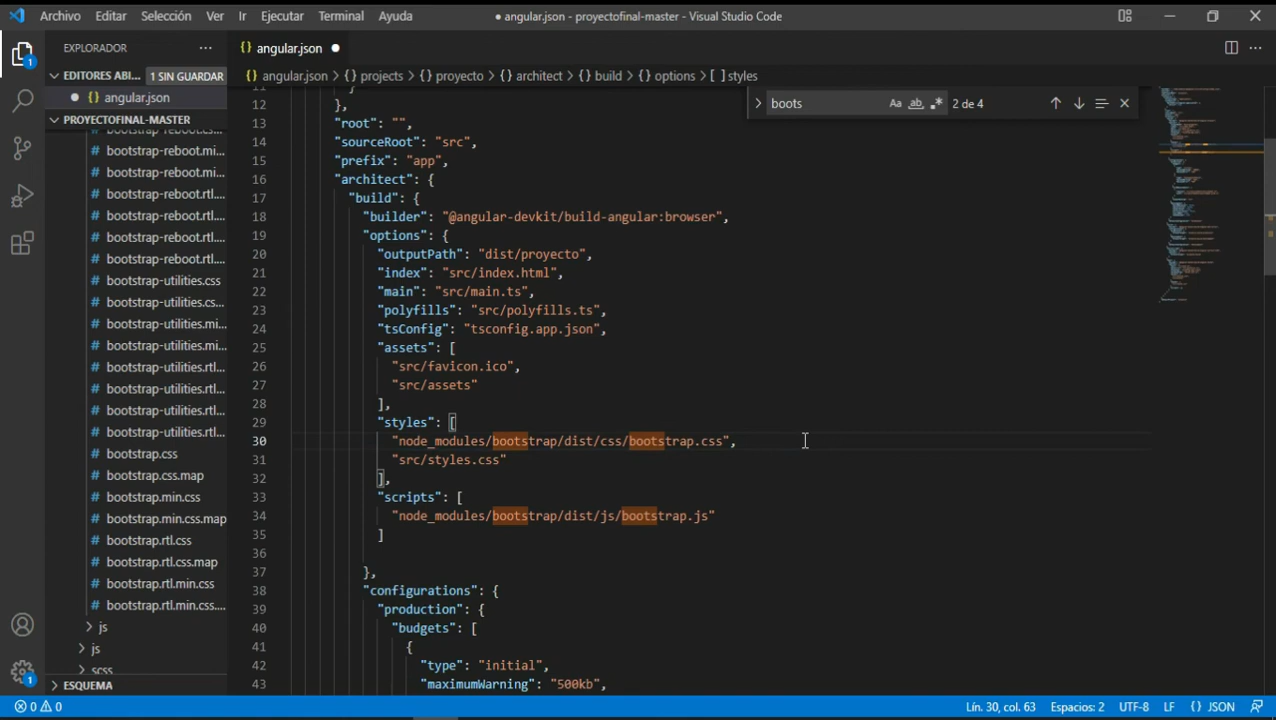 Archivo Editar Selección Ver Ir Ejecutar Terminal Ayuda
● angular.json - proyectofinal-master - Visual Studio Code
EXPLORADOR ...
EDITORES ABI... 1 SIN GUARDAR
● {} angular.json
PROYECTOFINAL-MASTER
# bootstrap-reboot.cs...
# bootstrap-reboot.mi...
# bootstrap-reboot.mi...
# bootstrap-reboot.rtl...
# bootstrap-reboot.rtl...
# bootstrap-reboot.rtl...
# bootstrap-reboot.rtl...
# bootstrap-utilities.css
# bootstrap-utilities.cs...
# bootstrap-utilities.mi...
# bootstrap-utilities.mi...
# bootstrap-utilities.rtl...
# bootstrap-utilities.rtl...
# bootstrap-utilities.rtl...
# bootstrap-utilities.rtl...
# bootstrap.css
# bootstrap.css.map
# bootstrap.min.css
# bootstrap.min.css.map
# bootstrap.rtl.css
# bootstrap.rtl.css.map
# bootstrap.rtl.min.css
# bootstrap.rtl.min.css....
js
js
scss
ESQUEMA
1
1
{} angular.json ●
{} angular.json > {} projects > {} proyecto > {} architect > {} build > {} options > [ ] styles
boots Aa ab 2 de 4
11 }
12 },
13 "root": "",
14 "sourceRoot": "src",
15 "prefix": "app",
16 "architect": {
17 "build": {
18 "builder": "@angular-devkit/build-angular:browser",
19 "options": {
20 "outputPath": "dist/proyecto",
21 "index": "src/index.html",
22 "main": "src/main.ts",
23 "polyfills": "src/polyfills.ts",
24 "tsConfig": "tsconfig.app.json",
25 "assets": [
26 "src/favicon.ico",
27 "src/assets"
28 ],
29 "styles": [
30 "node_modules/bootstrap/dist/css/bootstrap.css",
31 "src/styles.css"
32 ],
33 "scripts": [
34 "node_modules/bootstrap/dist/js/bootstrap.js"
35 ]
36
37 },
38 "configurations": {
39 "production": {
40 "budgets": [
41 {
42 "type": "initial",
43 "maximumWarning": "500kb",
0 0 Lín. 30, col. 63 Espacios: 2 UTF-8 LF {} JSON